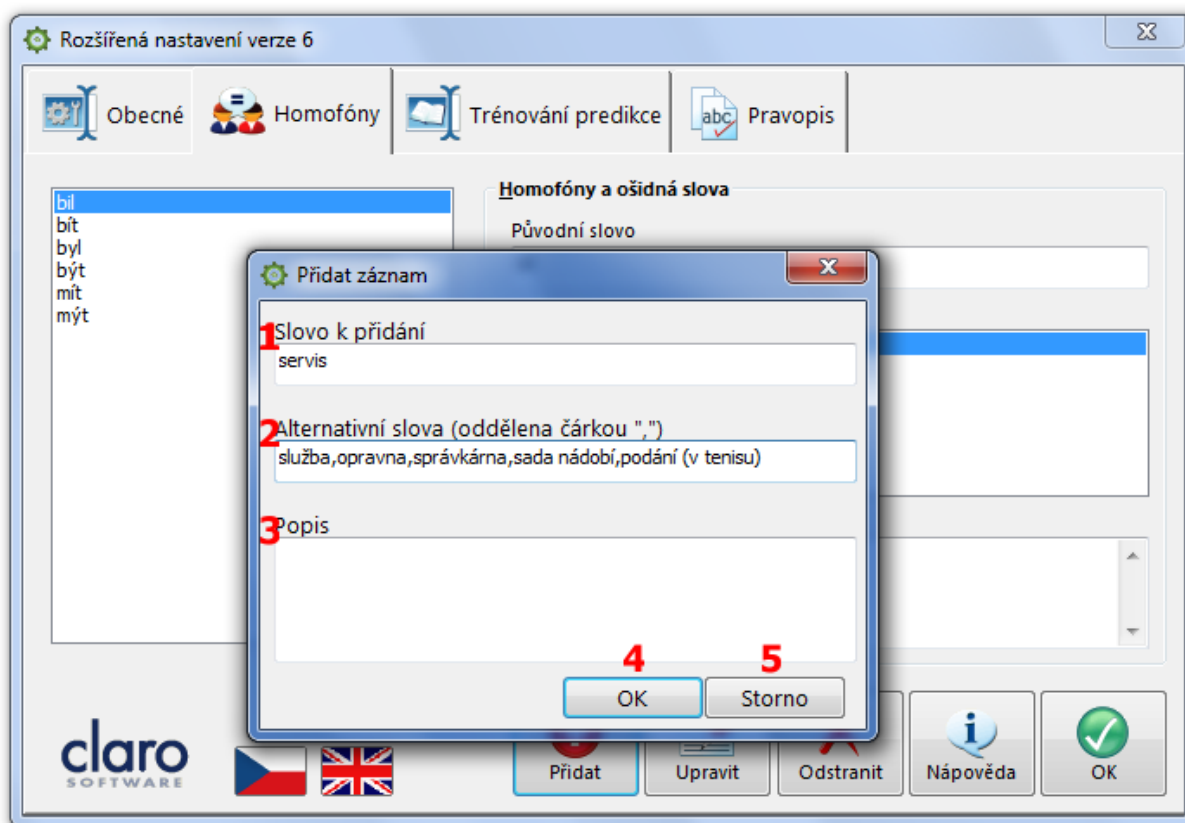 Rozšířená nastavení verze 6
Obecné
Homofóny
Trénování predikce
abc
Pravopis
bil
bít
byl
být
mít
mýt
Homofóny a ošidná slova
Původní slovo
Přidat záznam
1 Slovo k přidání
servis
2 Alternativní slova (oddělena čárkou ",")
služba,opravna,správkárna,sada nádobí,podání (v tenisu)
3 Popis
4
5
OK
Storno
claro
SOFTWARE
Přidat
Upravit
Odstranit
Nápověda
OK